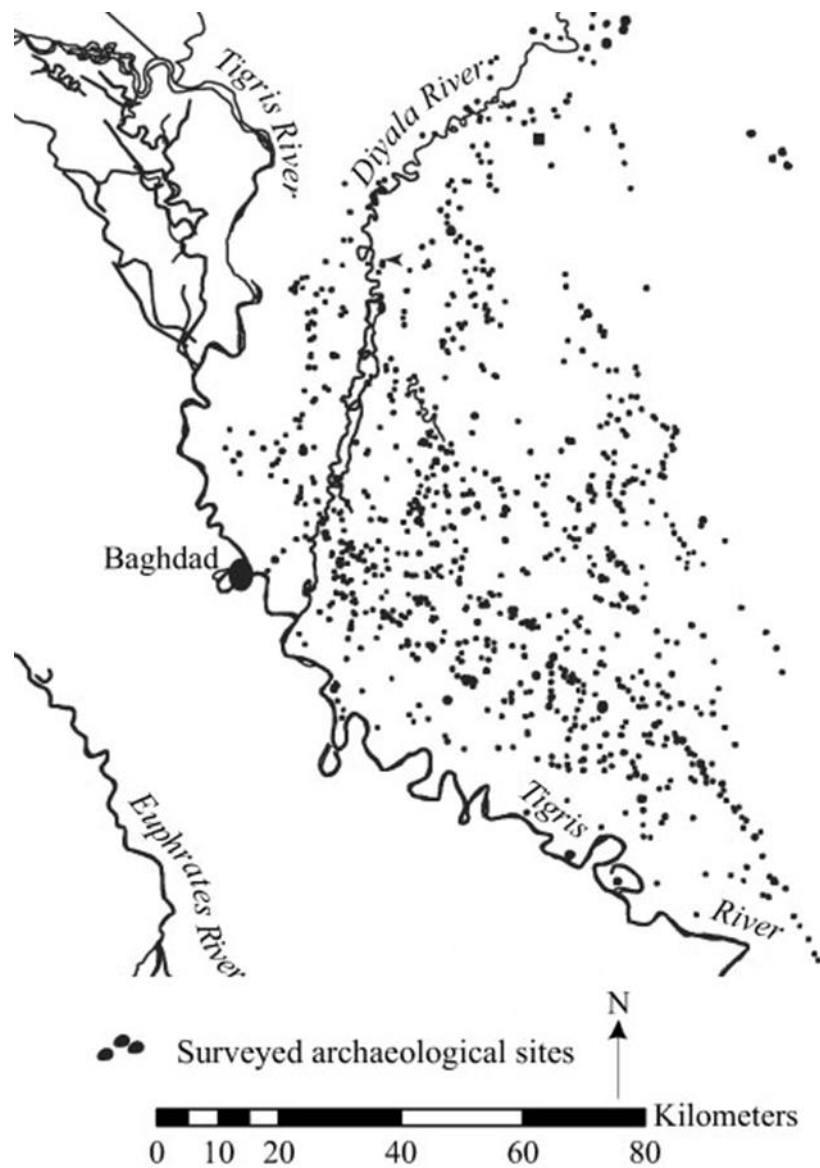 Tigris River
Diyala River
Baghdad
Euphrates River
Tigris
River
N
Surveyed archaeological sites
Kilometers
0 10 20 40 60 80